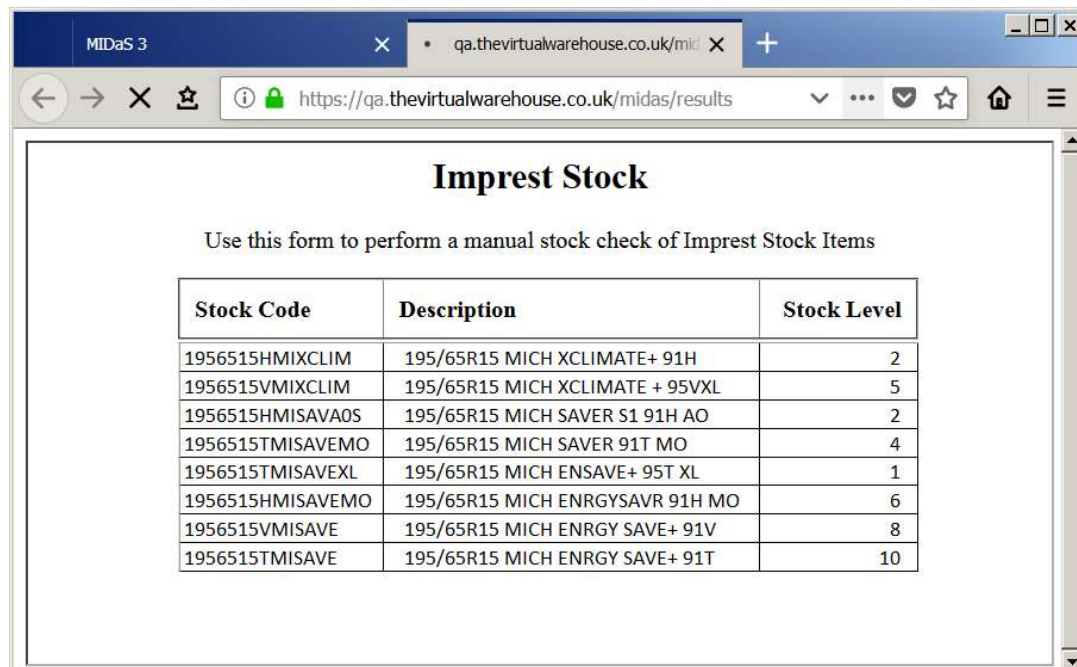 MIDaS 3
qa.thevirtualwarehouse.co.uk/mid
https://qa.thevirtualwarehouse.co.uk/midas/results
Imprest Stock
Use this form to perform a manual stock check of Imprest Stock Items
Stock Code Description Stock Level
1956515HMIXCLIM 195/65R15 MICH XCLIMATE+ 91H 2
1956515VMIXCLIM 195/65R15 MICH XCLIMATE + 95VXL 5
1956515HMISAVA0S 195/65R15 MICH SAVER S1 91H AO 2
1956515TMISAVEMO 195/65R15 MICH SAVER 91T MO 4
1956515TMISAVEXL 195/65R15 MICH ENSAVE+ 95T XL 1
1956515HMISAVEMO 195/65R15 MICH ENRGYSAVR 91H MO 6
1956515VMISAVE 195/65R15 MICH ENRGY SAVE+ 91V 8
1956515TMISAVE 195/65R15 MICH ENRGY SAVE+ 91T 10